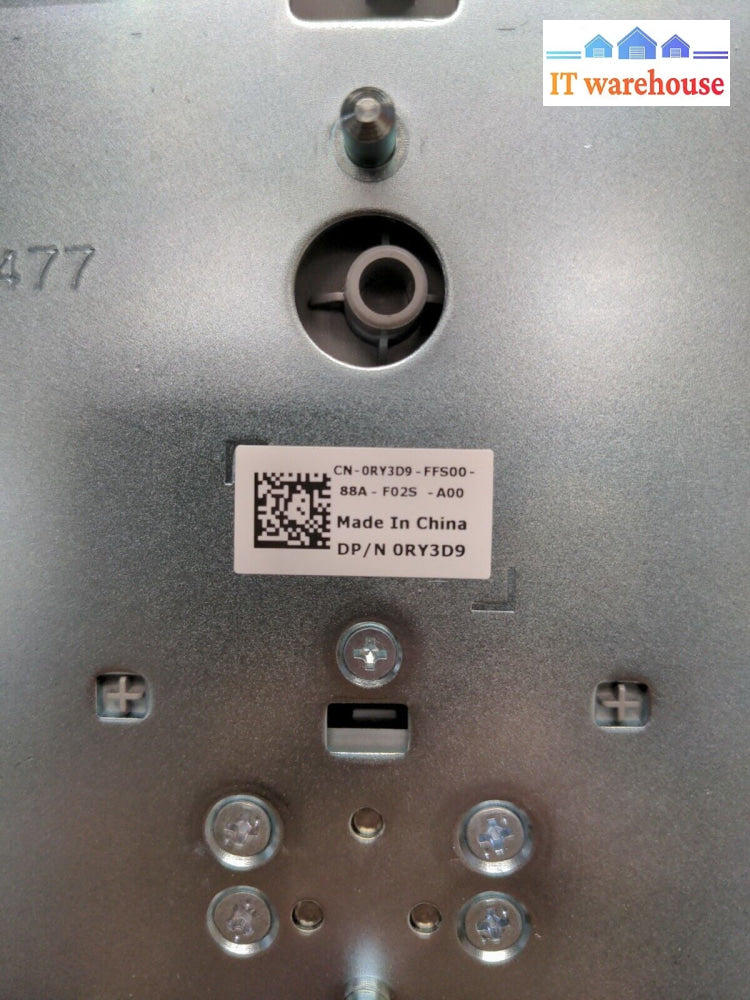 IT warehouse
477
CN-0RY3D9-FFS00-
88A-F02S -A00
Made In China
DP/N 0RY3D9